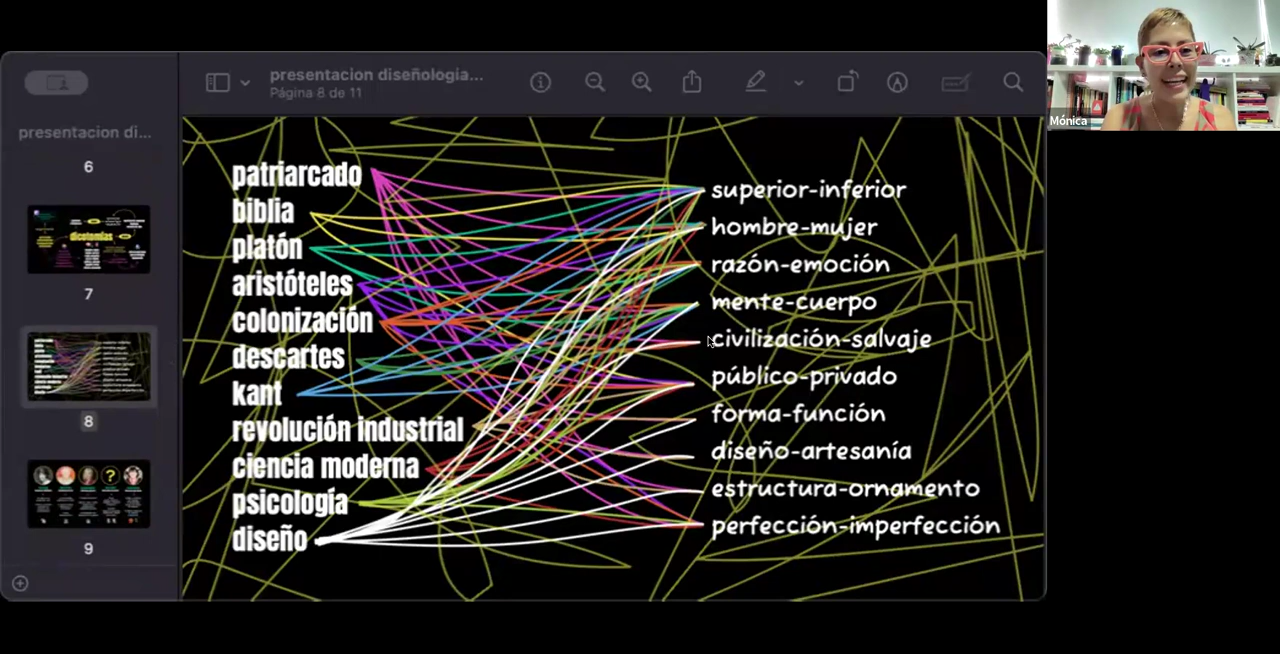 presentacion diseñologia...
Página 8 de 11
presentacion di...
6
dicotomías
7
8
9
patriarcado
biblia
platón
aristóteles
colonización
descartes
kant
revolución industrial
ciencia moderna
psicología
diseño
superior-inferior
hombre-mujer
razón-emoción
mente-cuerpo
civilización-salvaje
público-privado
forma-función
diseño-artesanía
estructura-ornamento
perfección-imperfección
Mónica